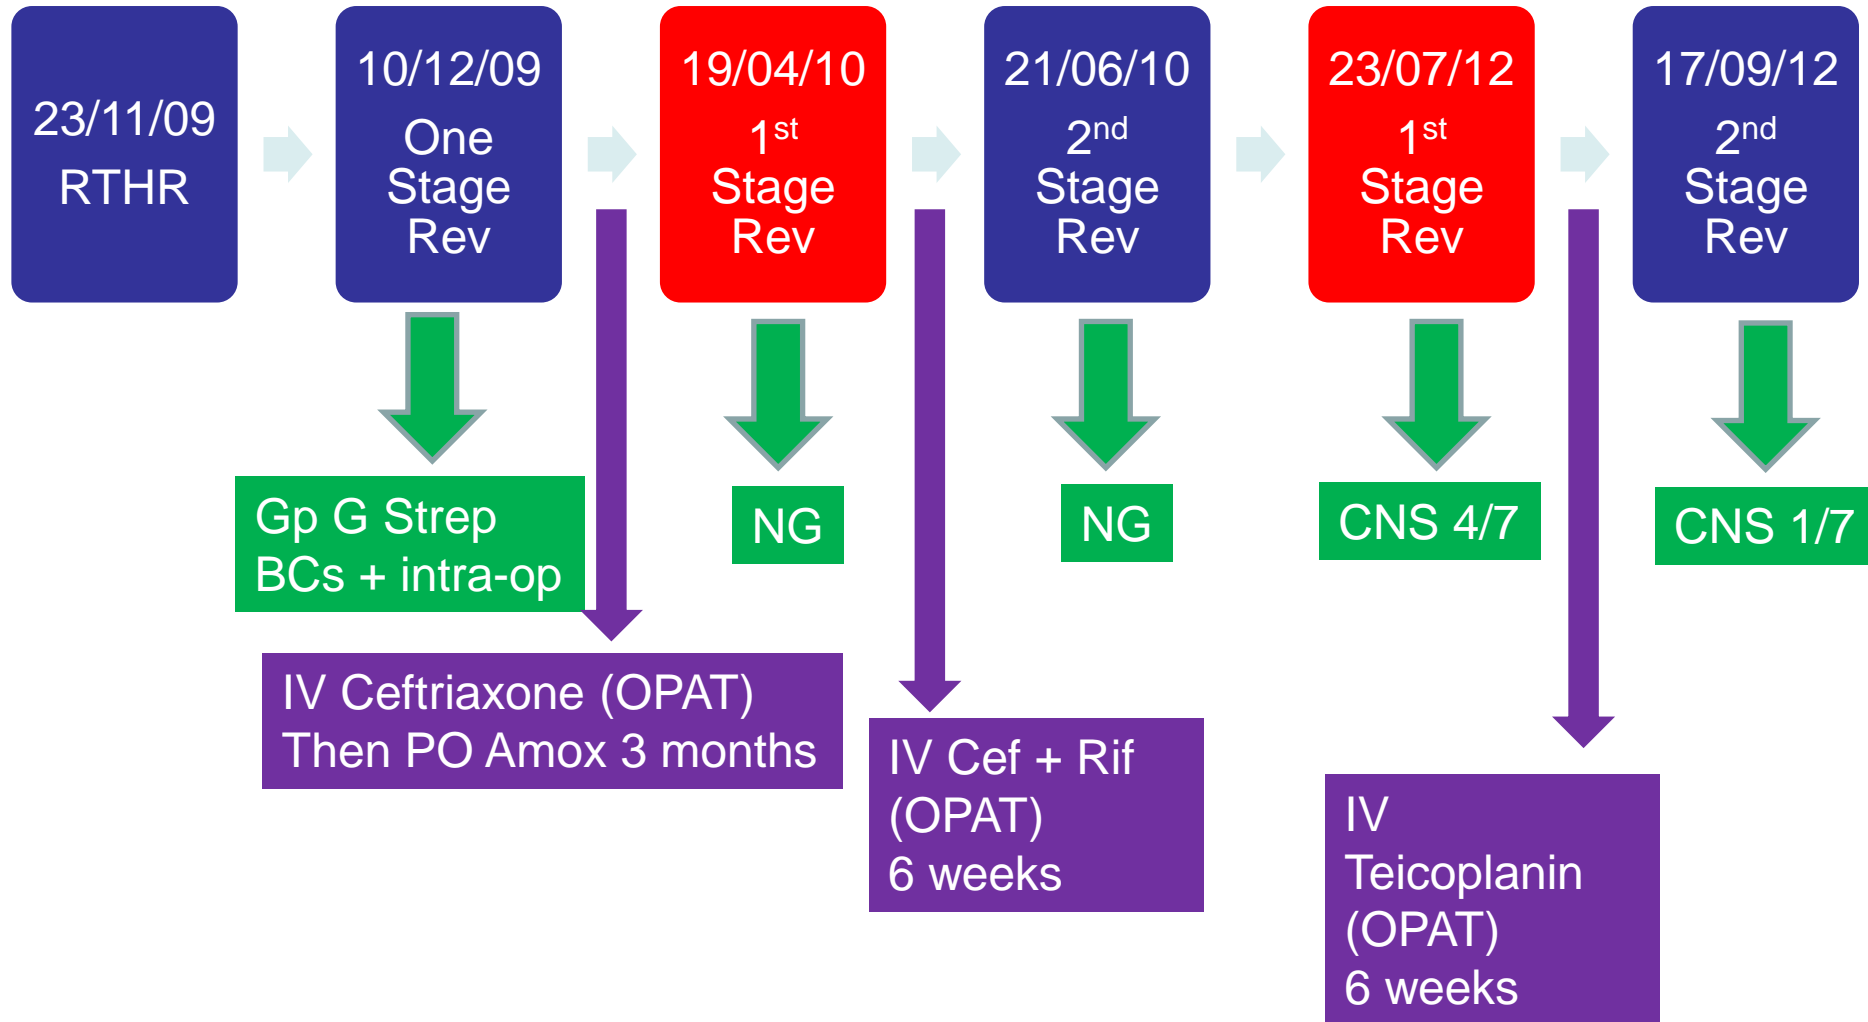 23/11/09
RTHR
10/12/09
One
Stage
Rev
19/04/10
1st
Stage
Rev
21/06/10
2nd
Stage
Rev
23/07/12
1st
Stage
Rev
17/09/12
2nd
Stage
Rev
Gp G Strep
BCs + intra-op
NG
NG
CNS 4/7
CNS 1/7
IV Ceftriaxone (OPAT)
Then PO Amox 3 months
IV Cef + Rif
(OPAT)
6 weeks
IV
Teicoplanin
(OPAT)
6 weeks